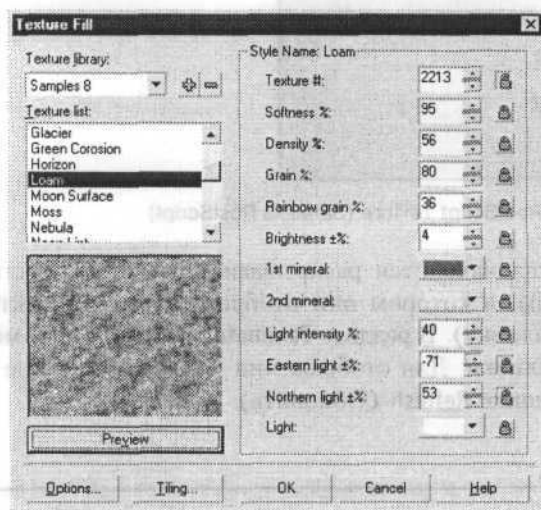 Texture Fill
Texture library:
Samples 8
Texture list:
Glacier
Green Corosion
Horizon
Loam
Moon Surface
Moss
Nebula
Preview
Style Name: Loam
Texture #: 2213
Softness %: 95
Density %: 56
Grain %: 80
Rainbow grain %: 36
Brightness ±%: 4
1st mineral:
2nd mineral:
Light intensity %: 40
Eastern light ±%: -71
Northern light ±%: 53
Light:
Options...
Tiling...
OK
Cancel
Help